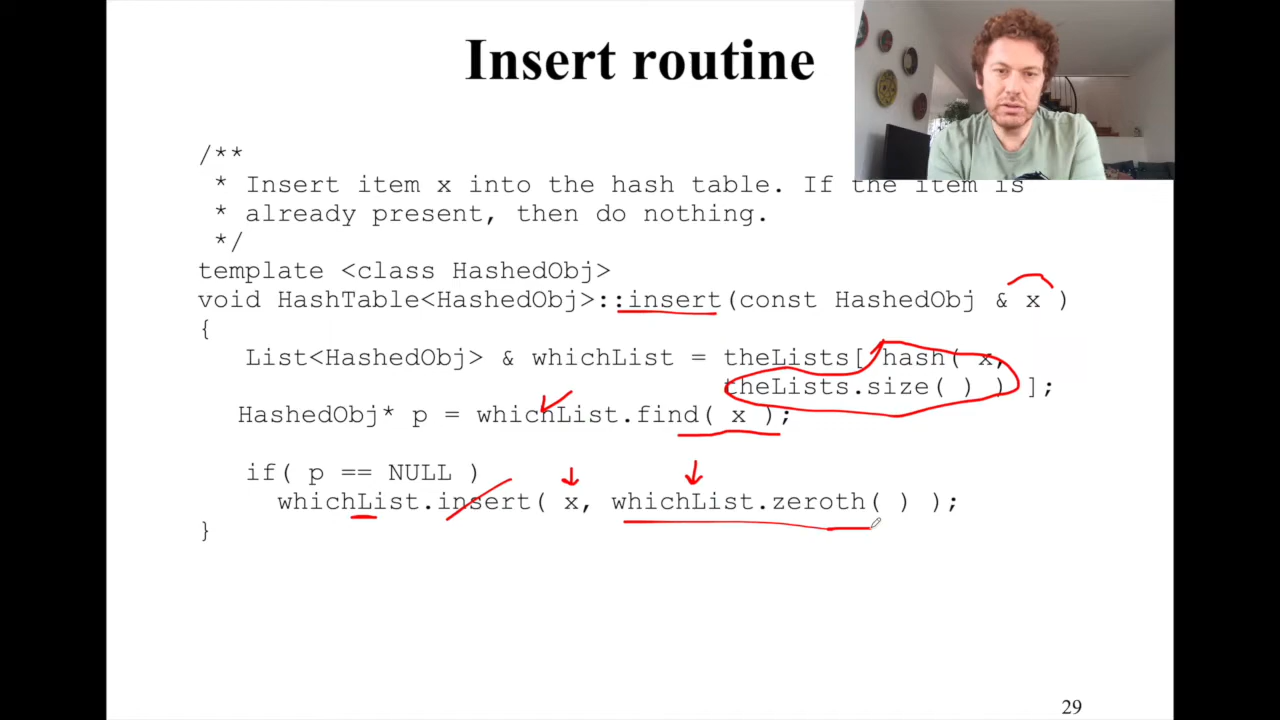 Insert routine
/**
* Insert item x into the hash table. If the item is
* already present, then do nothing.
*/
template <class HashedObj>
void HashTable<HashedObj>::insert(const HashedObj & x )
{
List<HashedObj> & whichList = theLists[ hash( x,
theLists.size( ) ) ];
HashedObj* p = whichList.find( x );
if( p == NULL )
whichList.insert( x, whichList.zeroth( ) );
}
29